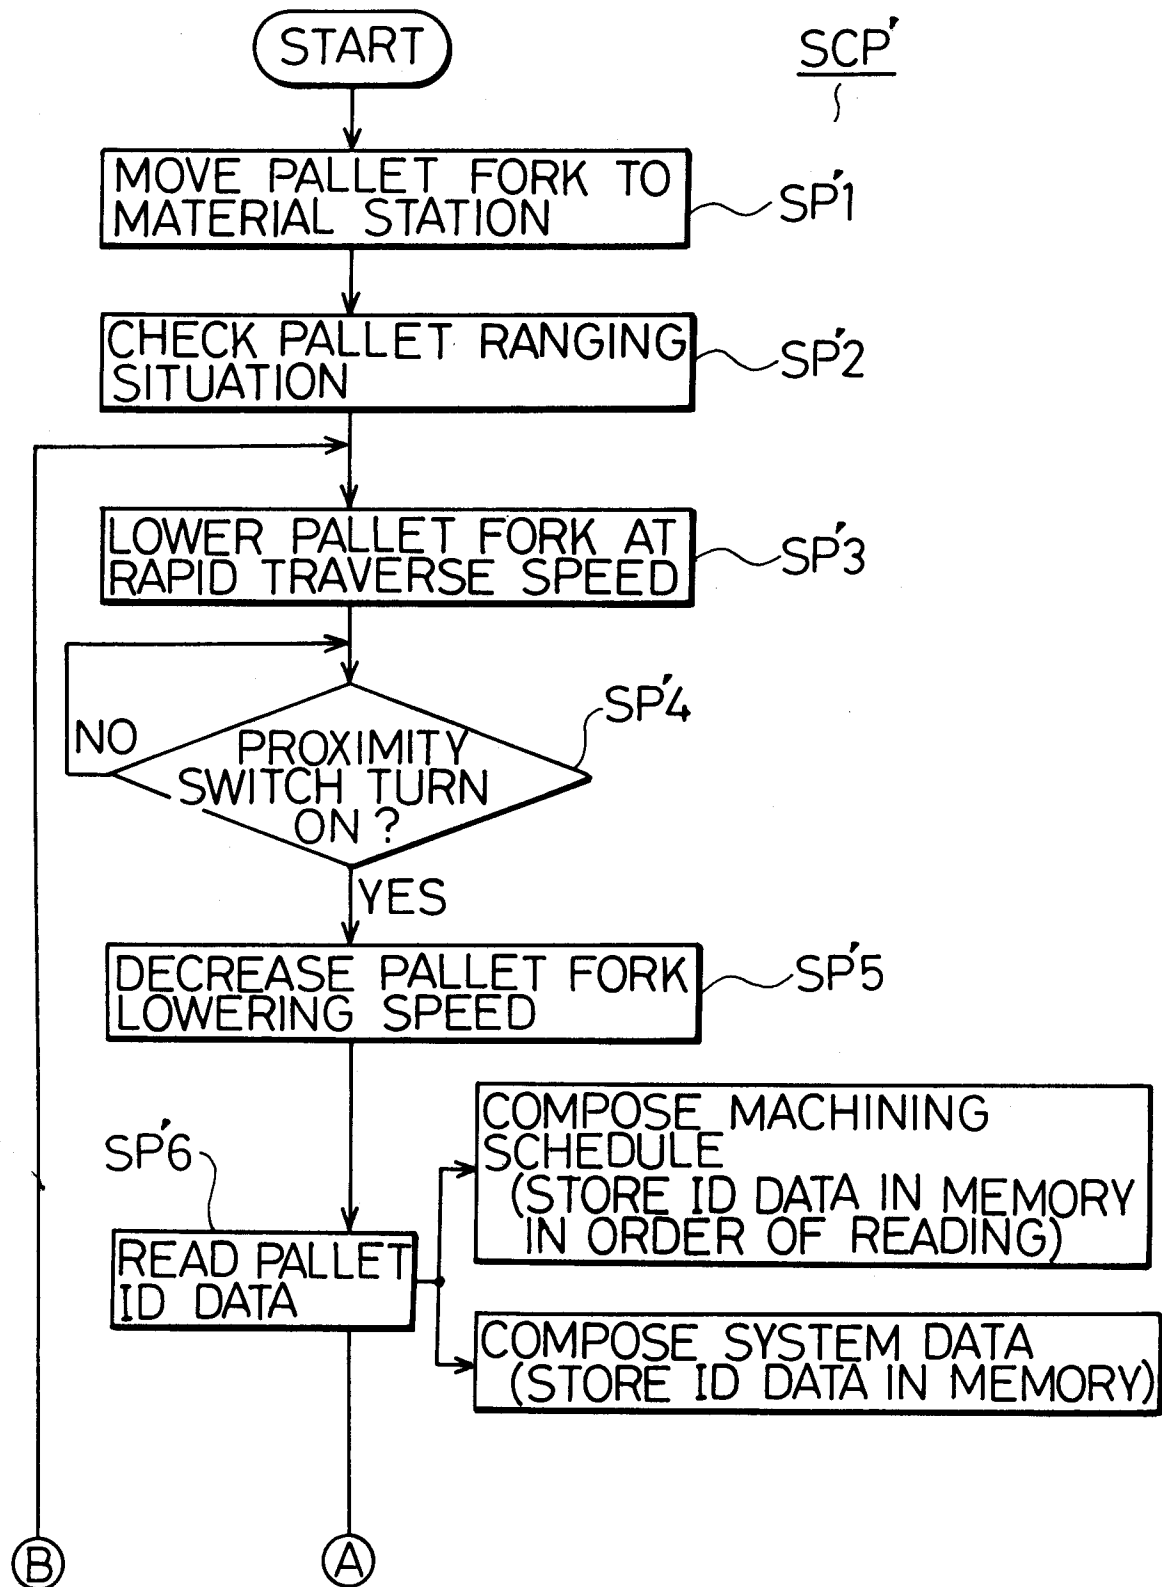 START
SCP'
MOVE PALLET FORK TO
MATERIAL STATION
SP'1
CHECK PALLET RANGING
SITUATION
SP'2
LOWER PALLET FORK AT
RAPID TRAVERSE SPEED
SP'3
SP'4
NO
PROXIMITY
SWITCH TURN
ON?
YES
DECREASE PALLET FORK
LOWERING SPEED
SP'5
COMPOSE MACHINING
SCHEDULE
(STORE ID DATA IN MEMORY
IN ORDER OF READING)
SP'6
READ PALLET
ID DATA
COMPOSE SYSTEM DATA
(STORE ID DATA IN MEMORY)
B
A